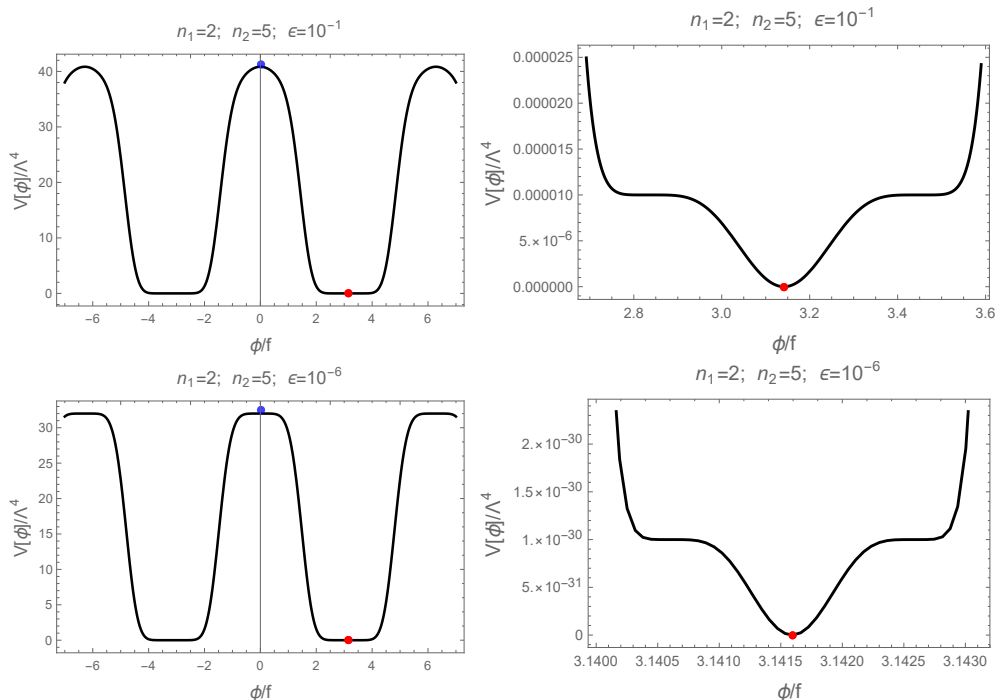 n₁=2; n₂=5; ϵ=10⁻¹
V[ϕ]/Λ⁴
40
30
20
10
0
−6 −4 −2 0 2 4 6
ϕ/f
n₁=2; n₂=5; ϵ=10⁻¹
V[ϕ]/Λ⁴
0.000025
0.000020
0.000015
0.000010
5.×10⁻⁶
0.000000
2.8 3.0 3.2 3.4 3.6
ϕ/f
n₁=2; n₂=5; ϵ=10⁻⁶
V[ϕ]/Λ⁴
30
25
20
15
10
5
0
−6 −4 −2 0 2 4 6
ϕ/f
n₁=2; n₂=5; ϵ=10⁻⁶
V[ϕ]/Λ⁴
2.×10⁻³⁰
1.5×10⁻³⁰
1.×10⁻³⁰
5.×10⁻³¹
0
3.1400 3.1405 3.1410 3.1415 3.1420 3.1425 3.1430
ϕ/f